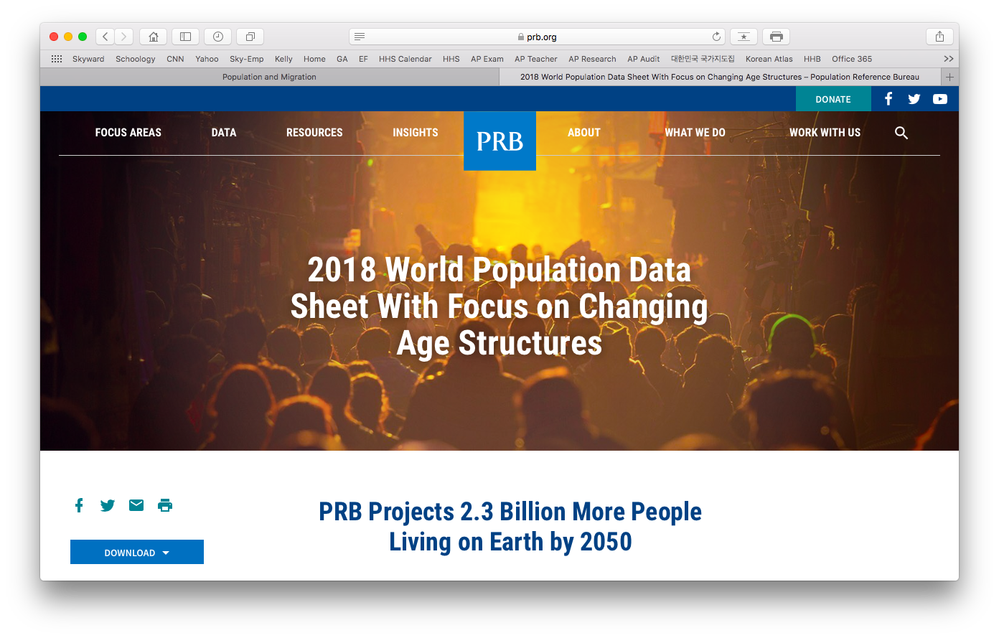 prb.org
Skyward Schoology CNN Yahoo Sky-Emp Kelly Home GA EF HHS Calendar HHS AP Exam AP Teacher AP Research AP Audit 대한민국 국가지도집 Korean Atlas HHB Office 365
Population and Migration
2018 World Population Data Sheet With Focus on Changing Age Structures – Population Reference Bureau
DONATE
FOCUS AREAS DATA RESOURCES INSIGHTS PRB ABOUT WHAT WE DO WORK WITH US
2018 World Population Data
Sheet With Focus on Changing
Age Structures
PRB Projects 2.3 Billion More People
Living on Earth by 2050
DOWNLOAD